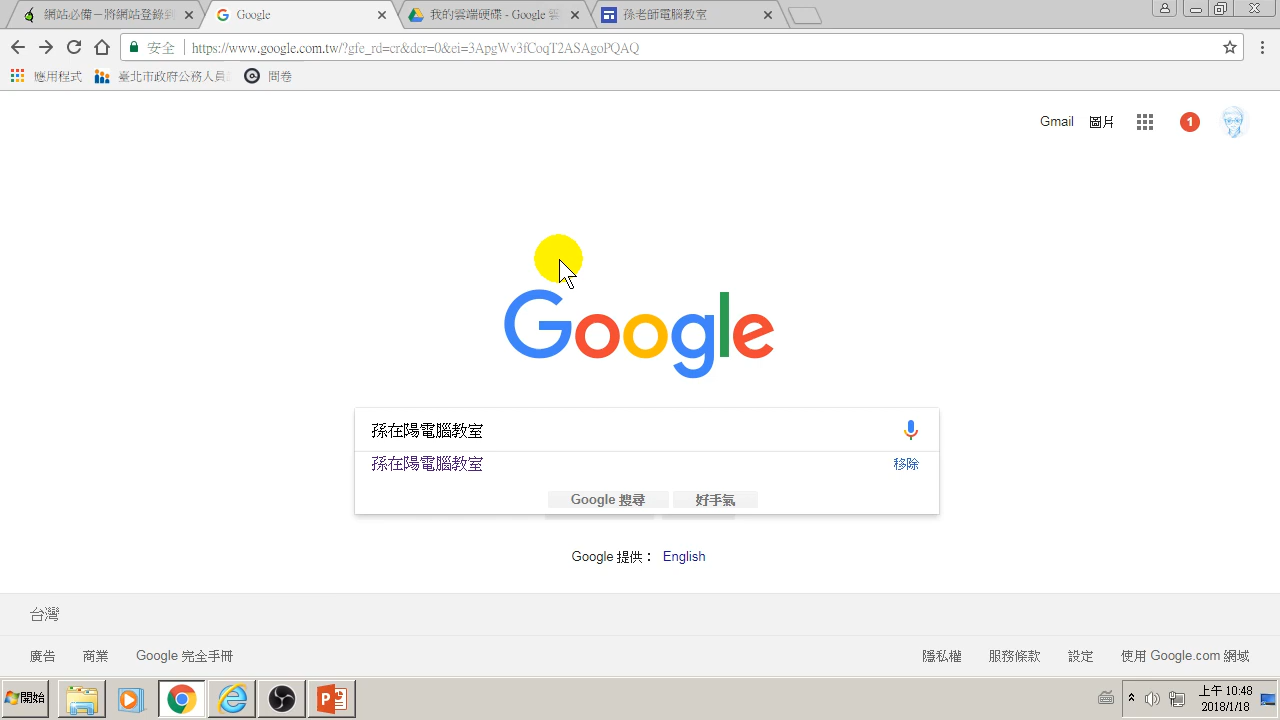 網站必備－將網站登錄到
Google
我的雲端硬碟 - Google 雲
孫老師電腦教室
安全 https://www.google.com.tw/?gfe_rd=cr&dcr=0&ei=3ApgWv3fCoqT2ASAgoPQAQ
應用程式
臺北市政府公務人員
問卷
Gmail
圖片
1
Google
孫在陽電腦教室
孫在陽電腦教室
移除
Google 搜尋
好手氣
Google 提供： English
台灣
廣告
商業
Google 完全手冊
隱私權
服務條款
設定
使用 Google.com 網域
開始
上午 10:48
2018/1/18